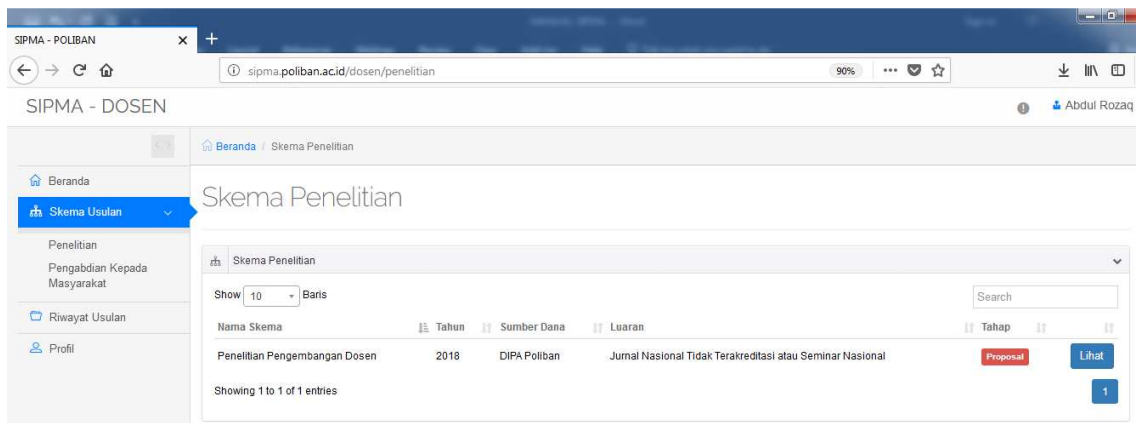 SIPMA - POLIBAN
sipma.poliban.ac.id/dosen/penelitian
90%
SIPMA - DOSEN
Abdul Rozaq
Beranda / Skema Penelitian
Beranda
Skema Usulan
Penelitian
Pengabdian Kepada
Masyarakat
Riwayat Usulan
Profil
Skema Penelitian
Skema Penelitian
Show 10 Baris
Search
Nama Skema Tahun Sumber Dana Luaran Tahap
Penelitian Pengembangan Dosen 2018 DIPA Poliban Jurnal Nasional Tidak Terakreditasi atau Seminar Nasional Proposal Lihat
Showing 1 to 1 of 1 entries
1